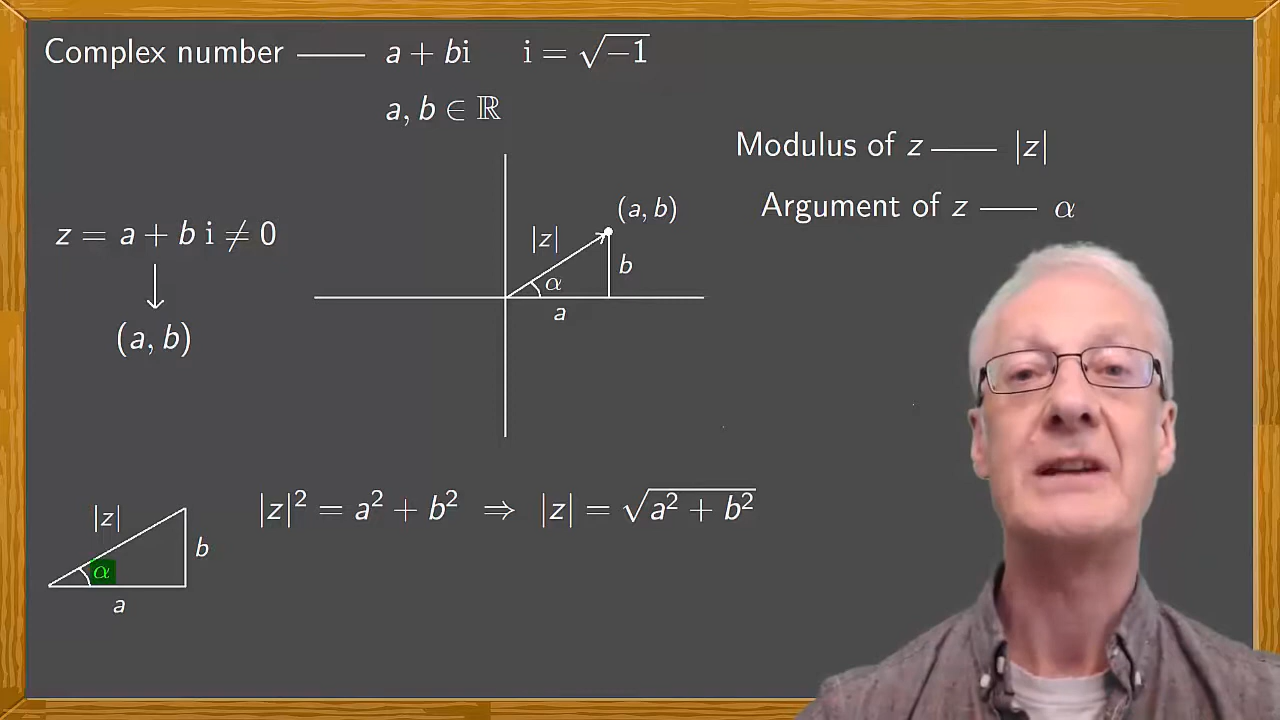 Complex number —— a + bi i = √−1
a, b ∈ ℝ
Modulus of z —— |z|
Argument of z —— α
z = a + b i ≠ 0
(a, b)
(a, b)
|z|
b
α
a
|z|² = a² + b² ⇒ |z| = √a² + b²
|z|
b
α
a